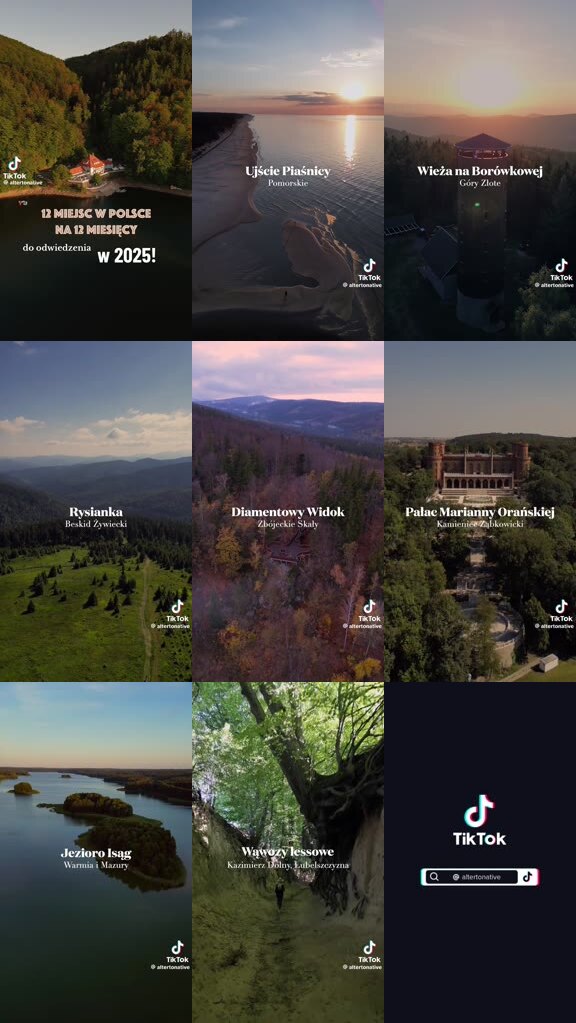 TikTok
@ altertonative
12 MIEJSC W POLSCE
NA 12 MIESIĘCY
do odwiedzenia w 2025!
Ujście Piaśnicy
Pomorskie
TikTok
@ altertonative
Wieża na Borówkowej
Góry Złote
TikTok
@ altertonative
Rysianka
Beskid Żywiecki
TikTok
@ altertonative
Diamentowy Widok
Zbójeckie Skały
TikTok
@ altertonative
Pałac Marianny Orańskiej
Kamieniec Ząbkowicki
TikTok
@ altertonative
Jezioro Isąg
Warmia i Mazury
TikTok
@ altertonative
Wąwozy lessowe
Kazimierz Dolny, Lubelszczyzna
TikTok
@ altertonative
TikTok
@ altertonative